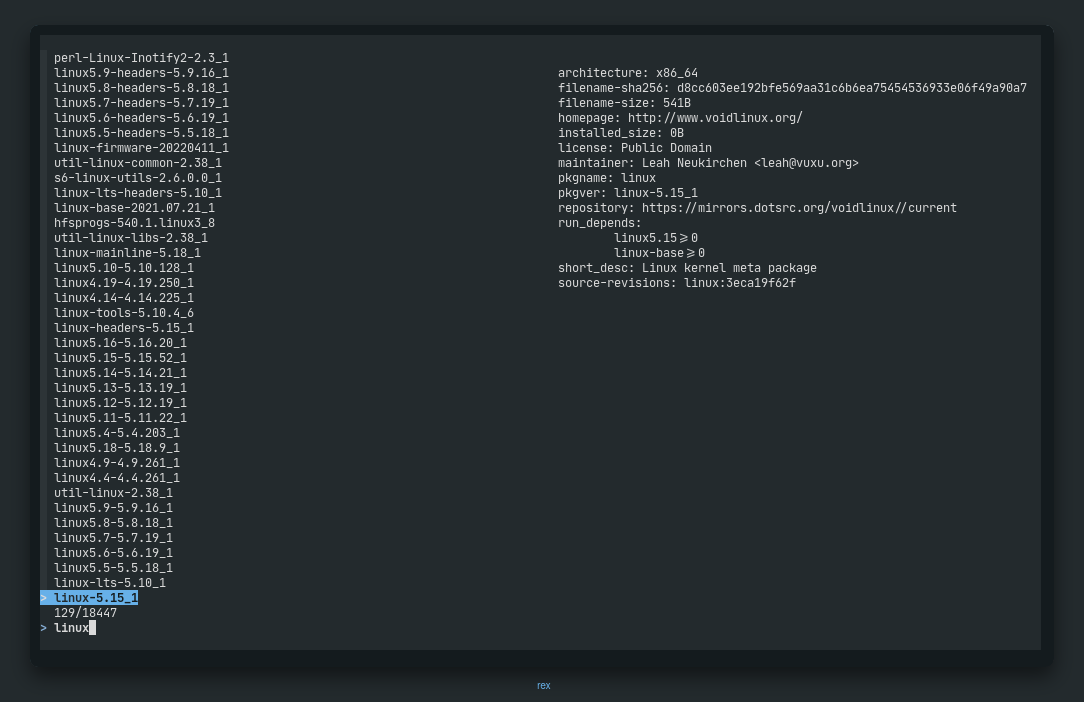 perl-Linux-Inotify2-2.3_1
linux5.9-headers-5.9.16_1
linux5.8-headers-5.8.18_1
linux5.7-headers-5.7.19_1
linux5.6-headers-5.6.19_1
linux5.5-headers-5.5.18_1
linux-firmware-20220411_1
util-linux-common-2.38_1
s6-linux-utils-2.6.0.0_1
linux-lts-headers-5.10_1
linux-base-2021.07.21_1
hfsprogs-540.1.linux3_8
util-linux-libs-2.38_1
linux-mainline-5.18_1
linux5.10-5.10.128_1
linux4.19-4.19.250_1
linux4.14-4.14.225_1
linux-tools-5.10.4_6
linux-headers-5.15_1
linux5.16-5.16.20_1
linux5.15-5.15.52_1
linux5.14-5.14.21_1
linux5.13-5.13.19_1
linux5.12-5.12.19_1
linux5.11-5.11.22_1
linux5.4-5.4.203_1
linux5.18-5.18.9_1
linux4.9-4.9.261_1
linux4.4-4.4.261_1
util-linux-2.38_1
linux5.9-5.9.16_1
linux5.8-5.8.18_1
linux5.7-5.7.19_1
linux5.6-5.6.19_1
linux5.5-5.5.18_1
linux-lts-5.10_1
> linux-5.15_1
129/18447
> linux
architecture: x86_64
filename-sha256: d8cc603ee192bfe569aa31c6b6ea75454536933e06f49a90a7
filename-size: 541B
homepage: http://www.voidlinux.org/
installed_size: 0B
license: Public Domain
maintainer: Leah Neukirchen <leah@vuxu.org>
pkgname: linux
pkgver: linux-5.15_1
repository: https://mirrors.dotsrc.org/voidlinux//current
run_depends:
linux5.15>=0
linux-base>=0
short_desc: Linux kernel meta package
source-revisions: linux:3eca19f62f
rex